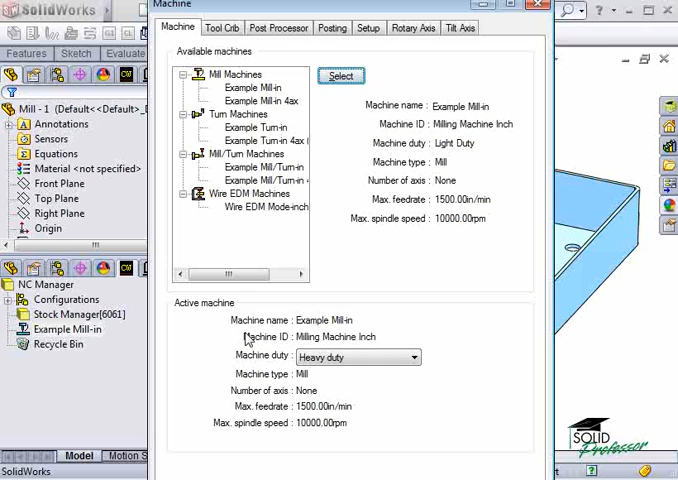 SolidWorks
Machine
?
Features
Sketch
Evaluate
Machine
Tool Crib
Post Processor
Posting
Setup
Rotary Axis
Tilt Axis
Available machines
Mill Machines
Example Mill-in
Example Mill-in 4ax
Turn Machines
Example Turn-in
Example Turn-in 4ax
Mill/Turn Machines
Example Mill/Turn-in
Example Mill/Turn-in
Wire EDM Machines
Wire EDM Mode-inch
Select
Machine name : Example Mill-in
Machine ID : Milling Machine Inch
Machine duty : Light Duty
Machine type : Mill
Number of axis : None
Max. feedrate : 1500.00in/min
Max. spindle speed : 10000.00rpm
Active machine
Machine name : Example Mill-in
Machine ID : Milling Machine Inch
Machine duty : Heavy duty
Machine type : Mill
Number of axis : None
Max. feedrate : 1500.00in/min
Max. spindle speed : 10000.00rpm
Mill - 1 (Default<<Default>_D
Annotations
Sensors
Equations
Material <not specified>
Front Plane
Top Plane
Right Plane
Origin
NC Manager
Configurations
Stock Manager[6061]
Example Mill-in
Recycle Bin
Model
Motion S
SolidWorks
SOLID
Professor